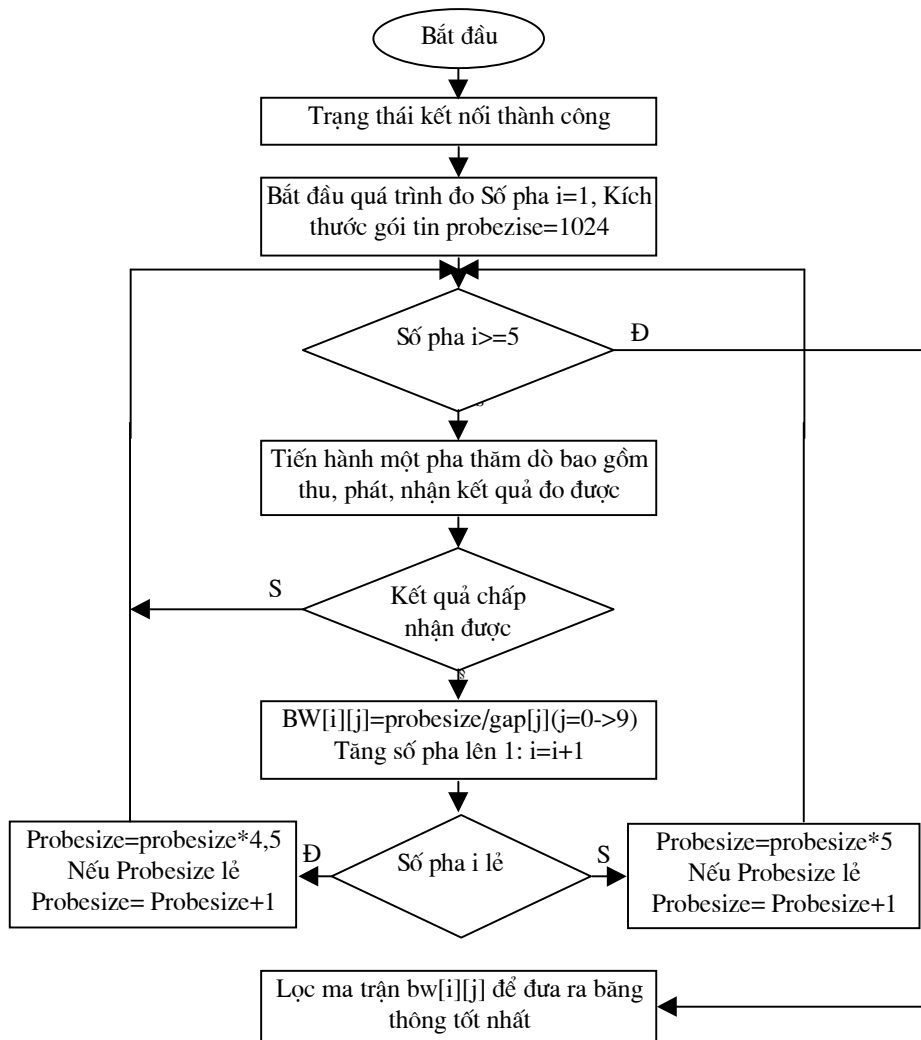 Bắt đầu
Trạng thái kết nối thành công
Bắt đầu quá trình đo Số pha i=1, Kích
thước gói tin probezise=1024
Số pha i>=5
Đ
Tiến hành một pha thăm dò bao gồm
thu, phát, nhận kết quả đo được
S
Kết quả chấp
nhận được
BW[i][j]=probesize/gap[j](j=0->9)
Tăng số pha lên 1: i=i+1
Probesize=probesize*4,5
Nếu Probesize lẻ
Probesize= Probesize+1
Đ
Số pha i lẻ
S
Probesize=probesize*5
Nếu Probesize lẻ
Probesize= Probesize+1
Lọc ma trận bw[i][j] để đưa ra băng
thông tốt nhất